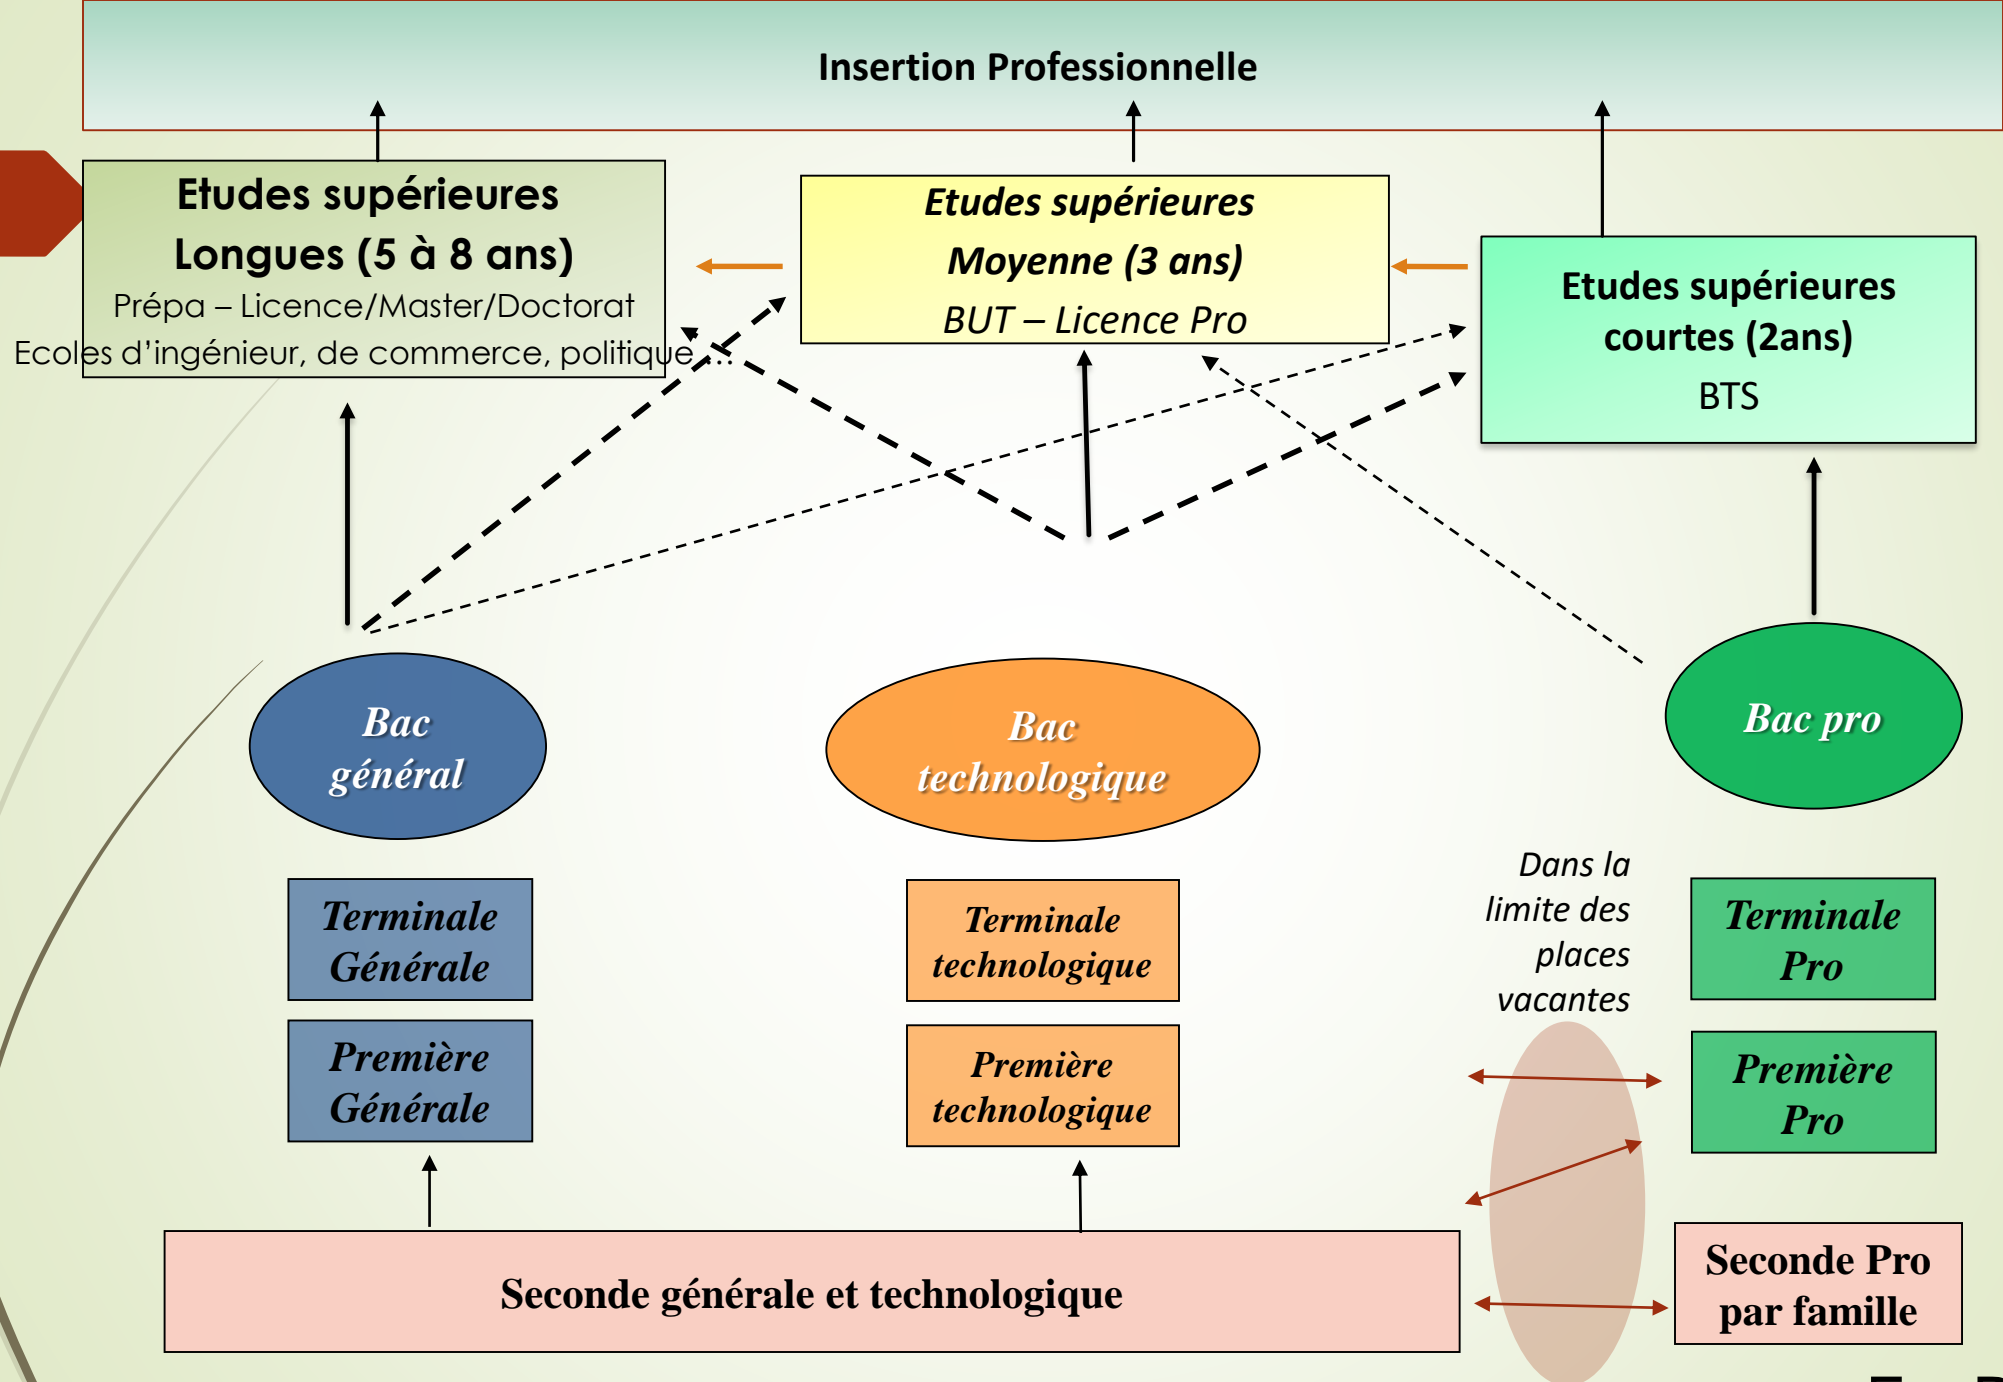 Insertion Professionnelle
Etudes supérieures
Longues (5 à 8 ans)
Prépa – Licence/Master/Doctorat
Ecoles d'ingénieur, de commerce, politique …
Etudes supérieures
Moyenne (3 ans)
BUT – Licence Pro
Etudes supérieures
courtes (2ans)
BTS
Bac
général
Bac
technologique
Bac pro
Terminale
Générale
Terminale
technologique
Dans la
limite des
places
vacantes
Terminale
Pro
Première
Générale
Première
technologique
Première
Pro
Seconde générale et technologique
Seconde Pro
par famille